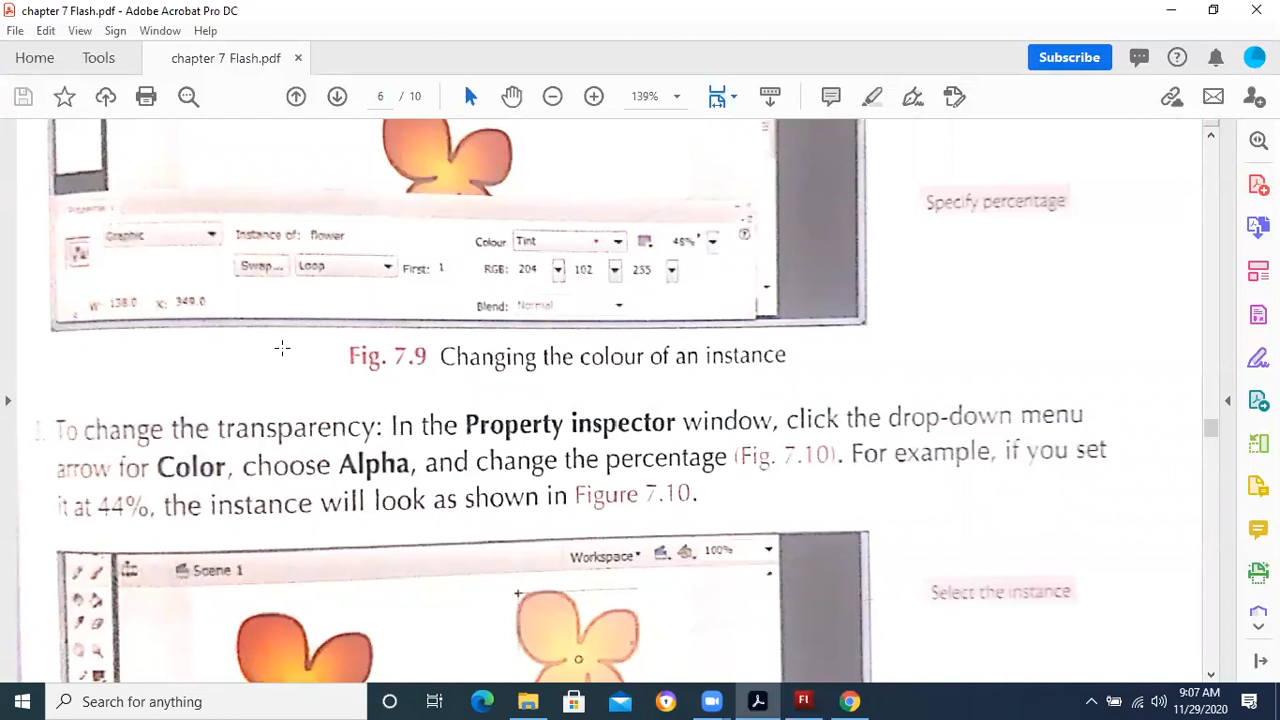 chapter 7 Flash.pdf - Adobe Acrobat Pro DC
File Edit View Sign Window Help
Home Tools chapter 7 Flash.pdf × Subscribe
6 / 10 139%
Specify percentage
Graphic Instance of: flower Colour Tint 45%
Swap... Loop First: 1 RGB: 204 102 255
W: 138.0 X: 349.0 Blend: Normal
Fig. 7.9 Changing the colour of an instance
To change the transparency: In the Property inspector window, click the drop-down menu
arrow for Color, choose Alpha, and change the percentage (Fig. 7.10). For example, if you set
it at 44%, the instance will look as shown in Figure 7.10.
Workspace 100%
Scene 1
Select the instance
Search for anything
9:07 AM
11/29/2020